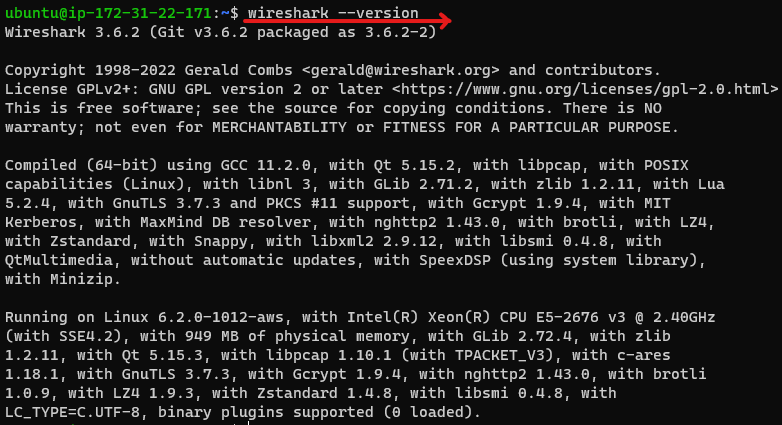 ubuntu@ip-172-31-22-171:~$ wireshark --version
Wireshark 3.6.2 (Git v3.6.2 packaged as 3.6.2-2)
Copyright 1998-2022 Gerald Combs <gerald@wireshark.org> and contributors.
License GPLv2+: GNU GPL version 2 or later <https://www.gnu.org/licenses/gpl-2.0.html>
This is free software; see the source for copying conditions. There is NO
warranty; not even for MERCHANTABILITY or FITNESS FOR A PARTICULAR PURPOSE.
Compiled (64-bit) using GCC 11.2.0, with Qt 5.15.2, with libpcap, with POSIX
capabilities (Linux), with libnl 3, with GLib 2.71.2, with zlib 1.2.11, with Lua
5.2.4, with GnuTLS 3.7.3 and PKCS #11 support, with Gcrypt 1.9.4, with MIT
Kerberos, with MaxMind DB resolver, with nghttp2 1.43.0, with brotli, with LZ4,
with Zstandard, with Snappy, with libxml2 2.9.12, with libsmi 0.4.8, with
QtMultimedia, without automatic updates, with SpeexDSP (using system library),
with Minizip.
Running on Linux 6.2.0-1012-aws, with Intel(R) Xeon(R) CPU E5-2676 v3 @ 2.40GHz
(with SSE4.2), with 949 MB of physical memory, with GLib 2.72.4, with zlib
1.2.11, with Qt 5.15.3, with libpcap 1.10.1 (with TPACKET_V3), with c-ares
1.18.1, with GnuTLS 3.7.3, with Gcrypt 1.9.4, with nghttp2 1.43.0, with brotli
1.0.9, with LZ4 1.9.3, with Zstandard 1.4.8, with libsmi 0.4.8, with
LC_TYPE=C.UTF-8, binary plugins supported (0 loaded).